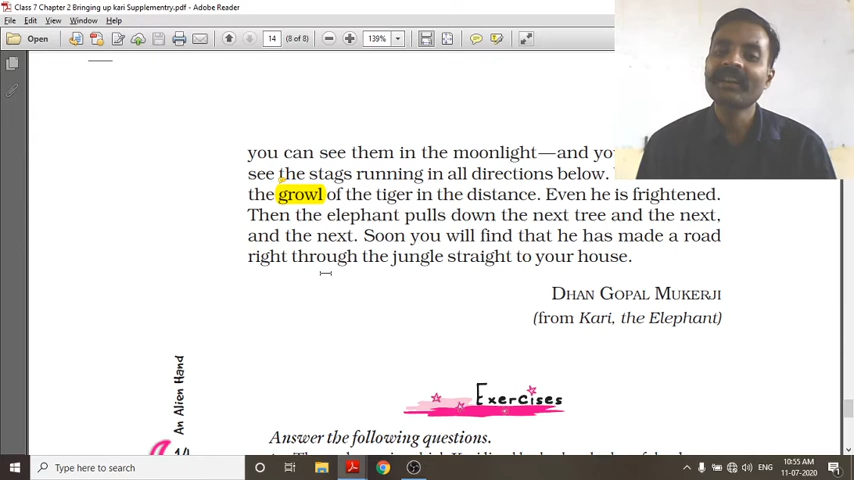 Class 7 Chapter 2 Bringing up kari Supplementry.pdf - Adobe Reader
File Edit View Window Help
Open 14 (8 of 8) 139%
you can see them in the moonlight—and
see the stags running in all directions below.
the growl of the tiger in the distance. Even he is frightened.
Then the elephant pulls down the next tree and the next,
and the next. Soon you will find that he has made a road
right through the jungle straight to your house.
DHAN GOPAL MUKERJI
(from Kari, the Elephant)
An Alien Hand
14
Exercises
Answer the following questions.
Type here to search
ENG
10:55 AM
11-07-2020